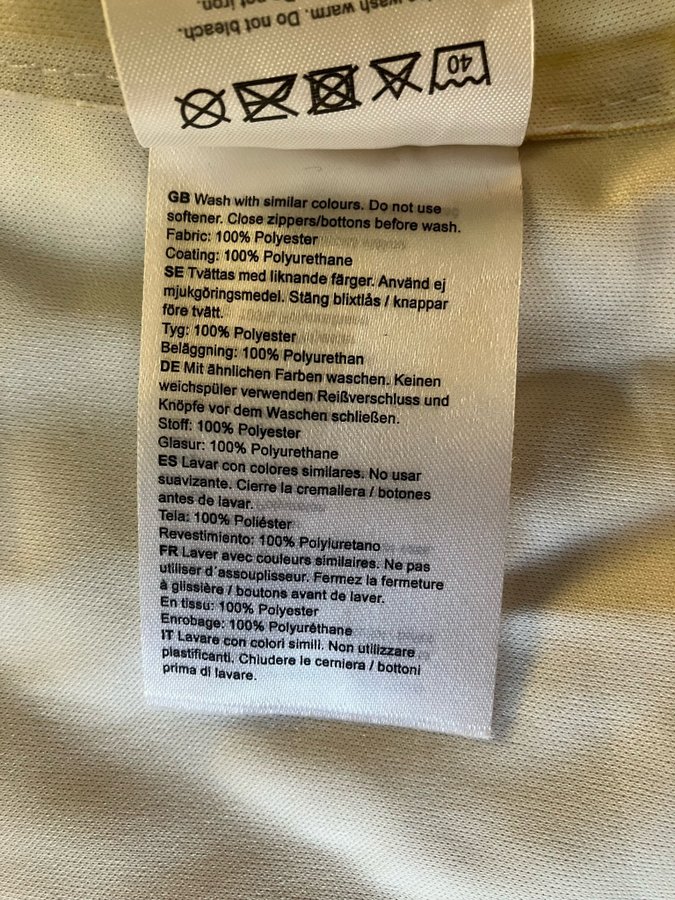 wash warm. Do not
Do not bleach.
40
GB Wash with similar colours. Do not use
softener. Close zippers/bottons before wash.
Fabric: 100% Polyester
Coating: 100% Polyurethane
SE Tvättas med liknande färger. Använd ej
mjukgöringsmedel. Stäng blixtlås / knappar
före tvätt.
Tyg: 100% Polyester
Beläggning: 100% Polyurethan
DE Mit ähnlichen Farben waschen. Keinen
weichspüler verwenden Reißverschluss und
Knöpfe vor dem Waschen schließen.
Stoff: 100% Polyester
Glasur: 100% Polyurethane
ES Lavar con colores similares. No usar
suavizante. Cierre la cremallera / botones
antes de lavar.
Tela: 100% Poliéster
Revestimiento: 100% Polyluretano
FR Laver avec couleurs similaires. Ne pas
utiliser d´assouplisseur. Fermez la fermeture
à glissière / boutons avant de laver.
En tissu: 100% Polyester
Enrobage: 100% Polyuréthane
IT Lavare con colori simili. Non utilizzare
plastificanti. Chiudere le cerniera / bottoni
prima di lavare.